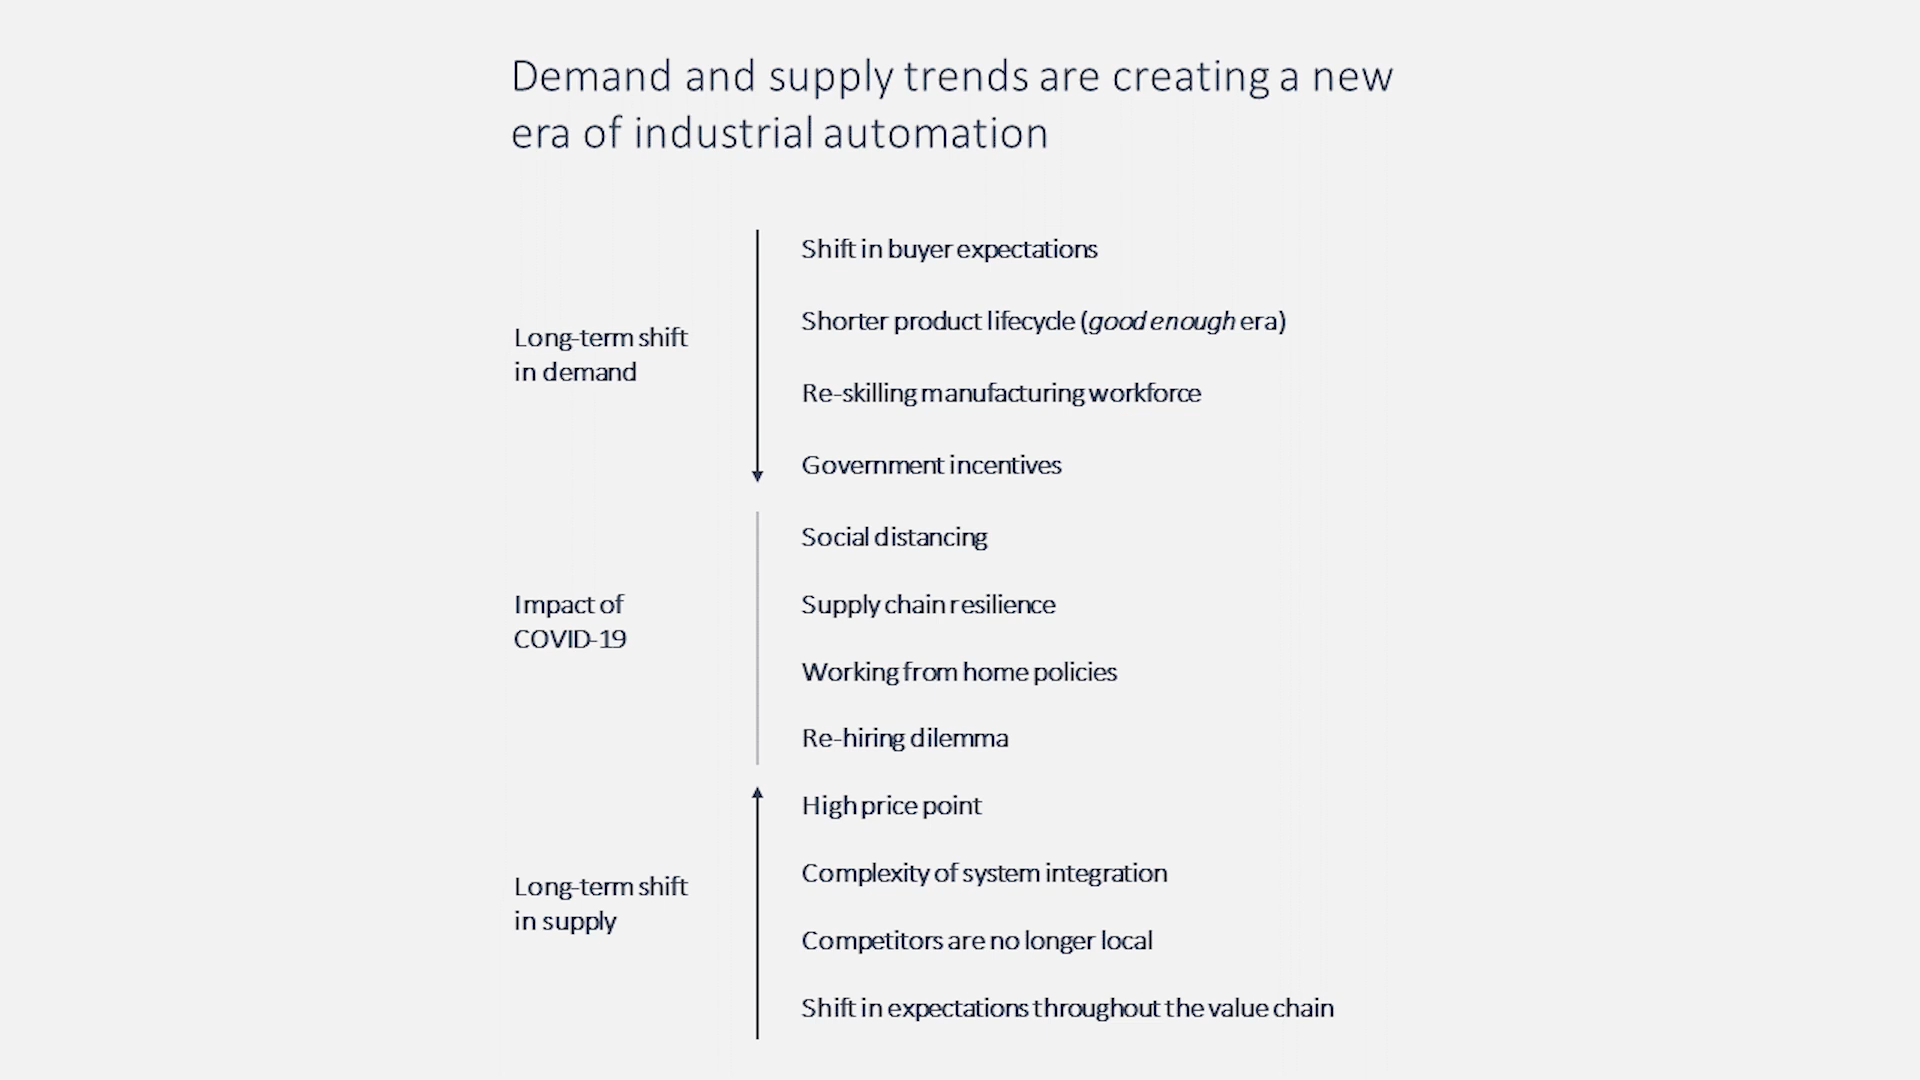 Demand and supply trends are creating a new
era of industrial automation
Long-term shift
in demand
Shift in buyer expectations
Shorter product lifecycle (good enough era)
Re-skilling manufacturing workforce
Government incentives
Impact of
COVID-19
Social distancing
Supply chain resilience
Working from home policies
Re-hiring dilemma
Long-term shift
in supply
High price point
Complexity of system integration
Competitors are no longer local
Shift in expectations throughout the value chain